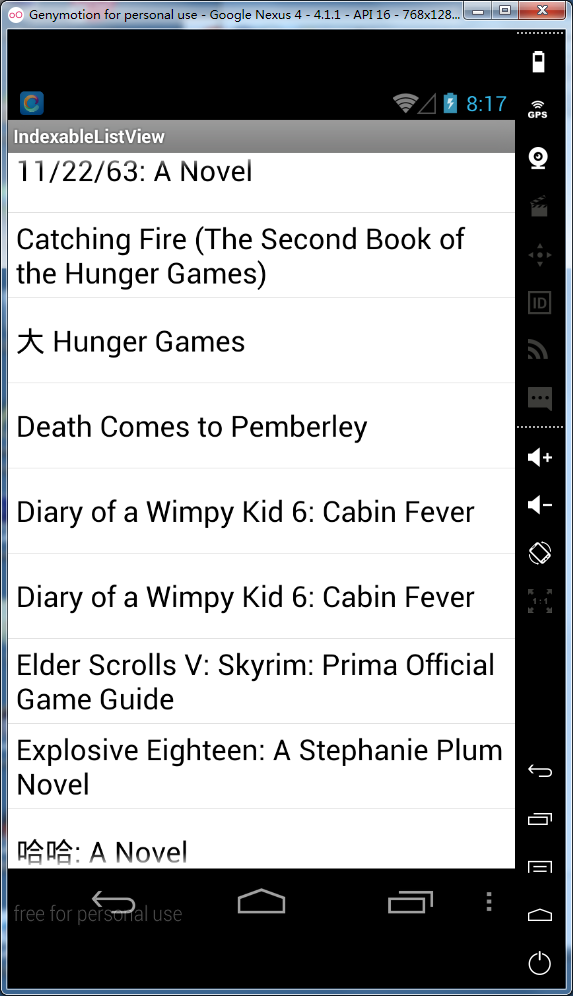 Genymotion for personal use - Google Nexus 4 - 4.1.1 - API 16 - 768x128...
8:17
GPS
IndexableListView
11/22/63: A Novel
Catching Fire (The Second Book of
the Hunger Games)
大 Hunger Games
ID
Death Comes to Pemberley
Diary of a Wimpy Kid 6: Cabin Fever
Diary of a Wimpy Kid 6: Cabin Fever
1:1
Elder Scrolls V: Skyrim: Prima Official
Game Guide
Explosive Eighteen: A Stephanie Plum
Novel
哈哈: A Novel
free for personal use